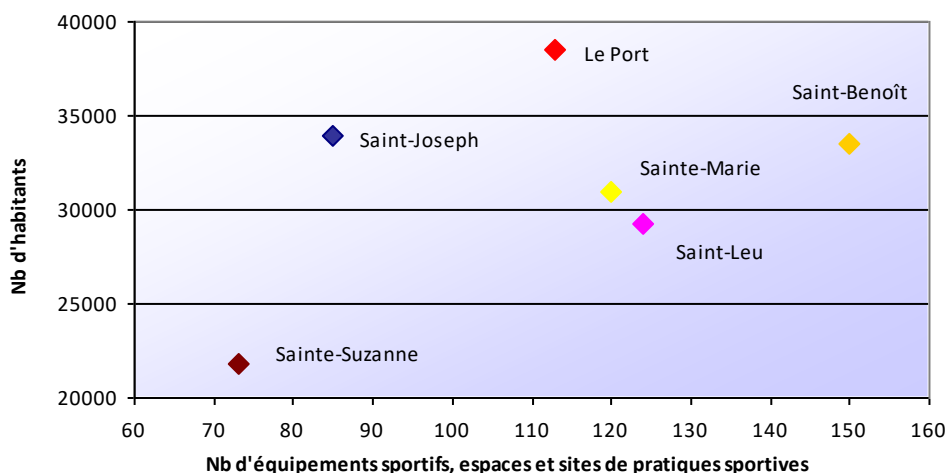 40000
Le Port
Saint-Benoît
35000
Saint-Joseph
Sainte-Marie
Nb d'habitants
30000
Saint-Leu
25000
Sainte-Suzanne
20000
60 70 80 90 100 110 120 130 140 150 160
Nb d'équipements sportifs, espaces et sites de pratiques sportives